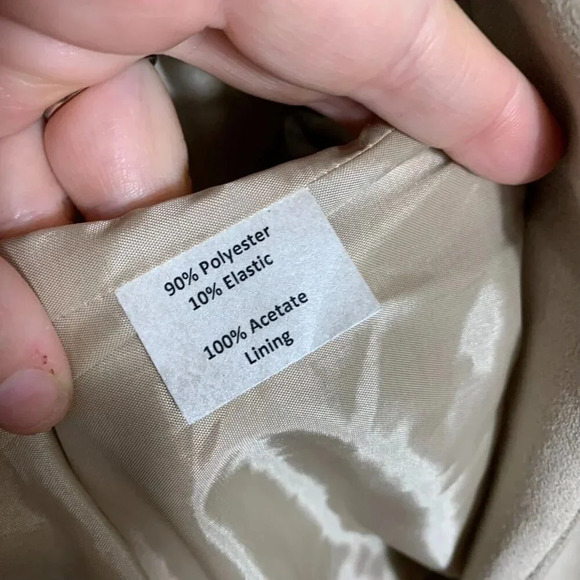 90% Polyester
10% Elastic
100% Acetate
Lining